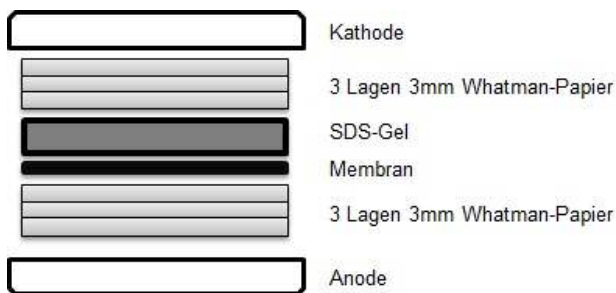 Kathode
3 Lagen 3mm Whatman-Papier
SDS-Gel
Membran
3 Lagen 3mm Whatman-Papier
Anode